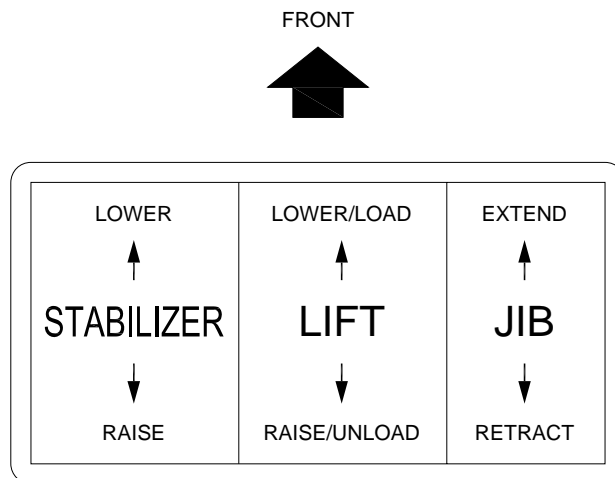 FRONT
LOWER LOWER/LOAD EXTEND
STABILIZER LIFT JIB
RAISE RAISE/UNLOAD RETRACT